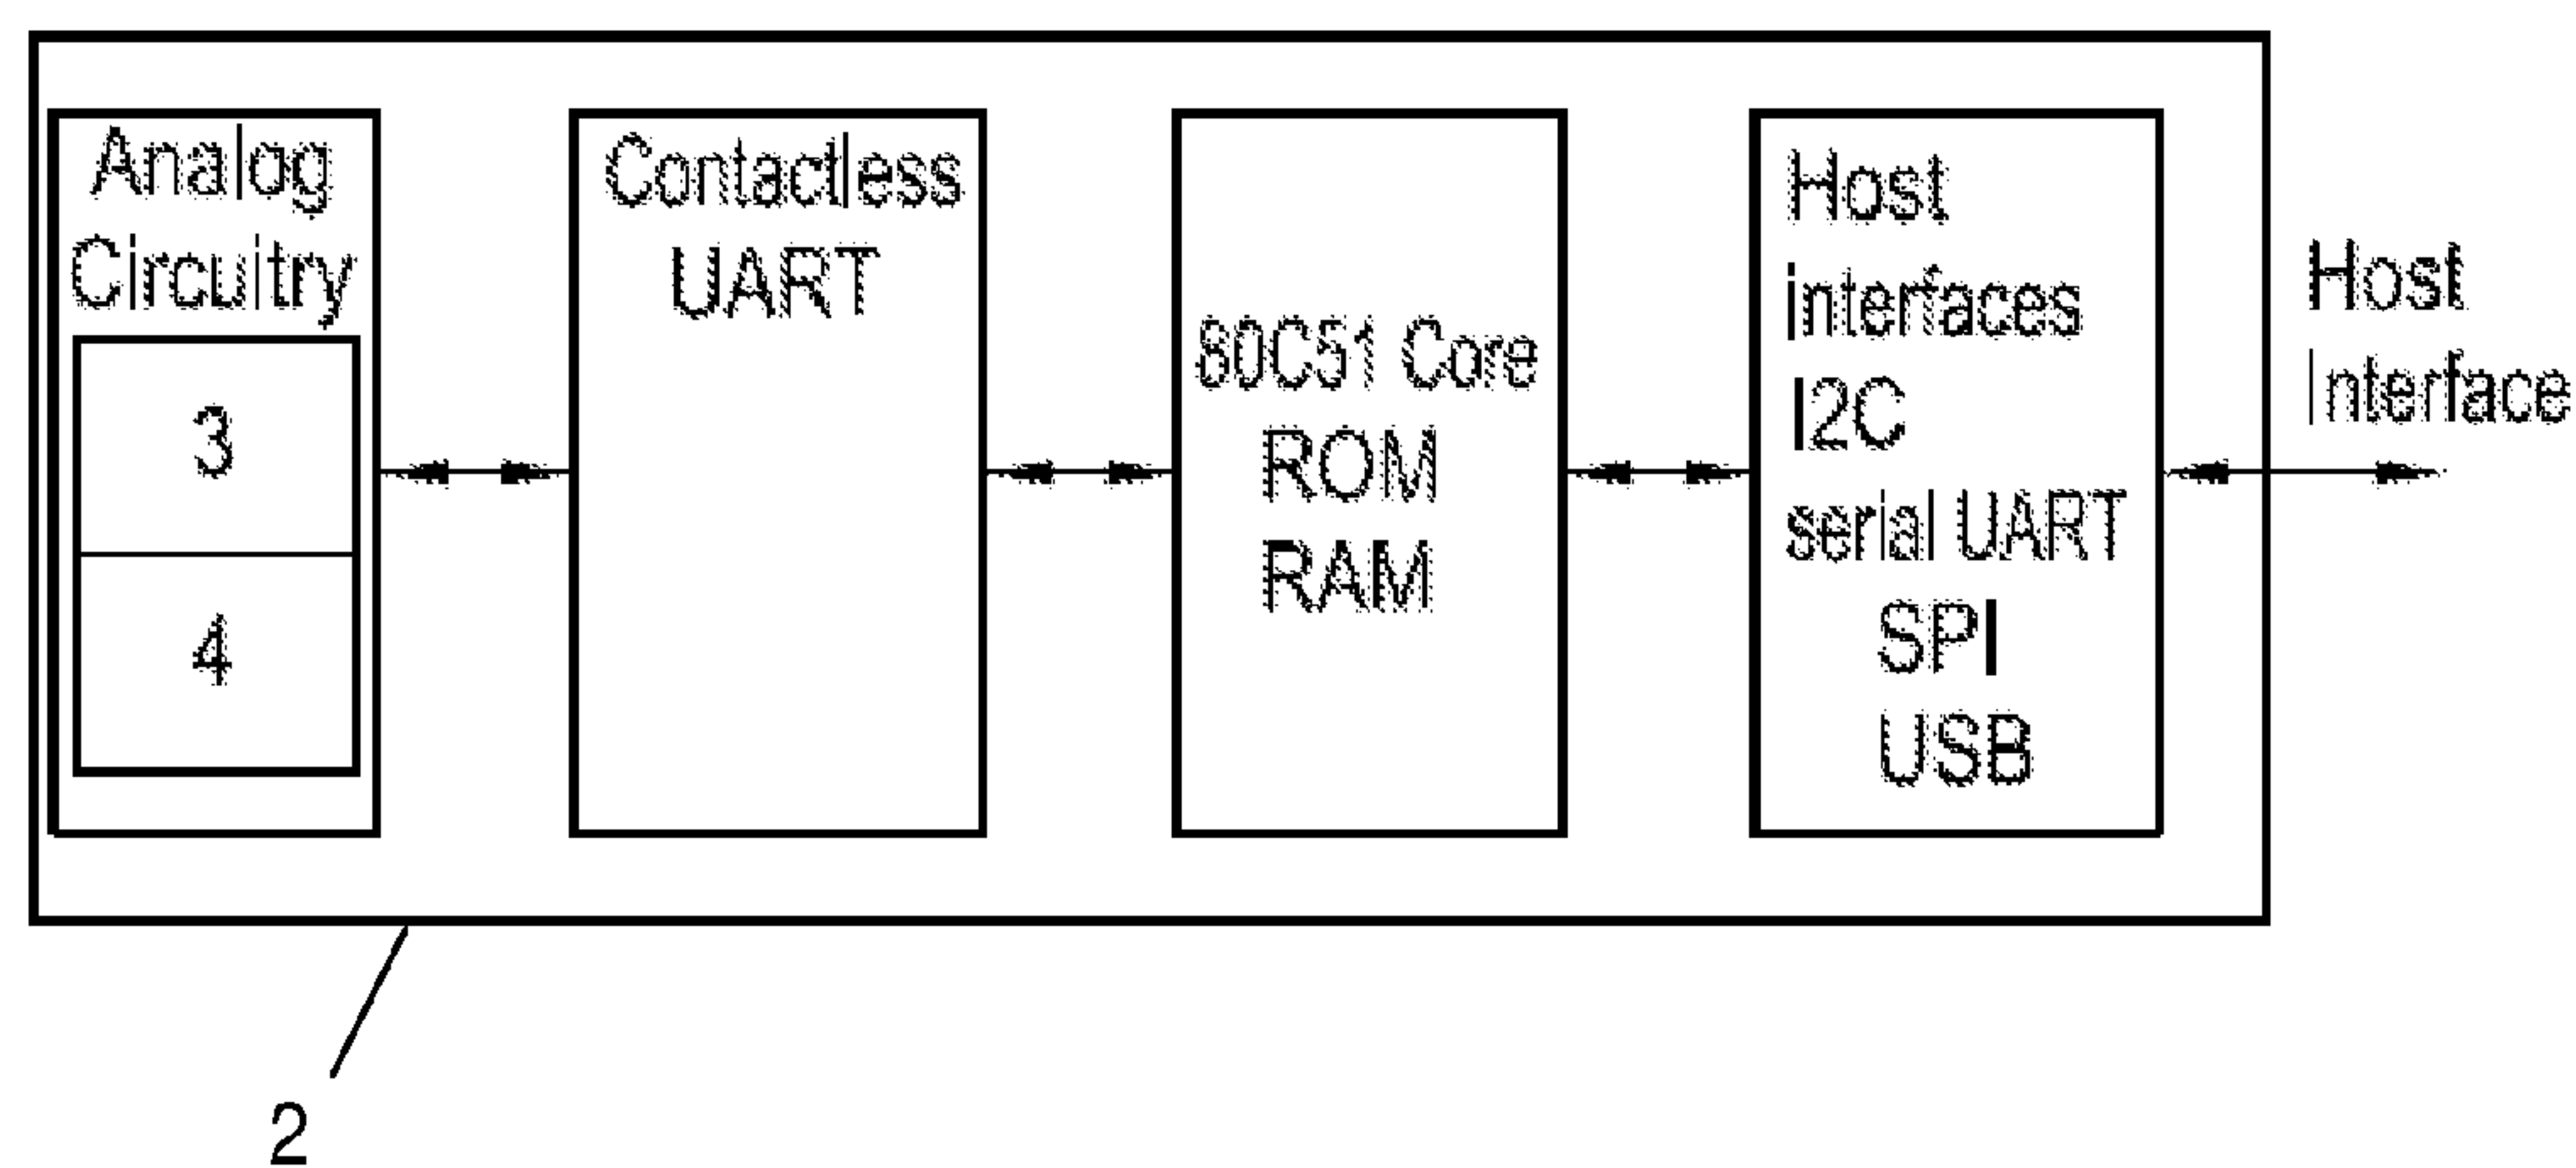 Analog
Circuitry
3
4
Contactless
UART
80C51 Core
ROM
RAM
Host
interfaces
I2C
serial UART
SPI
USB
Host
Interface
2